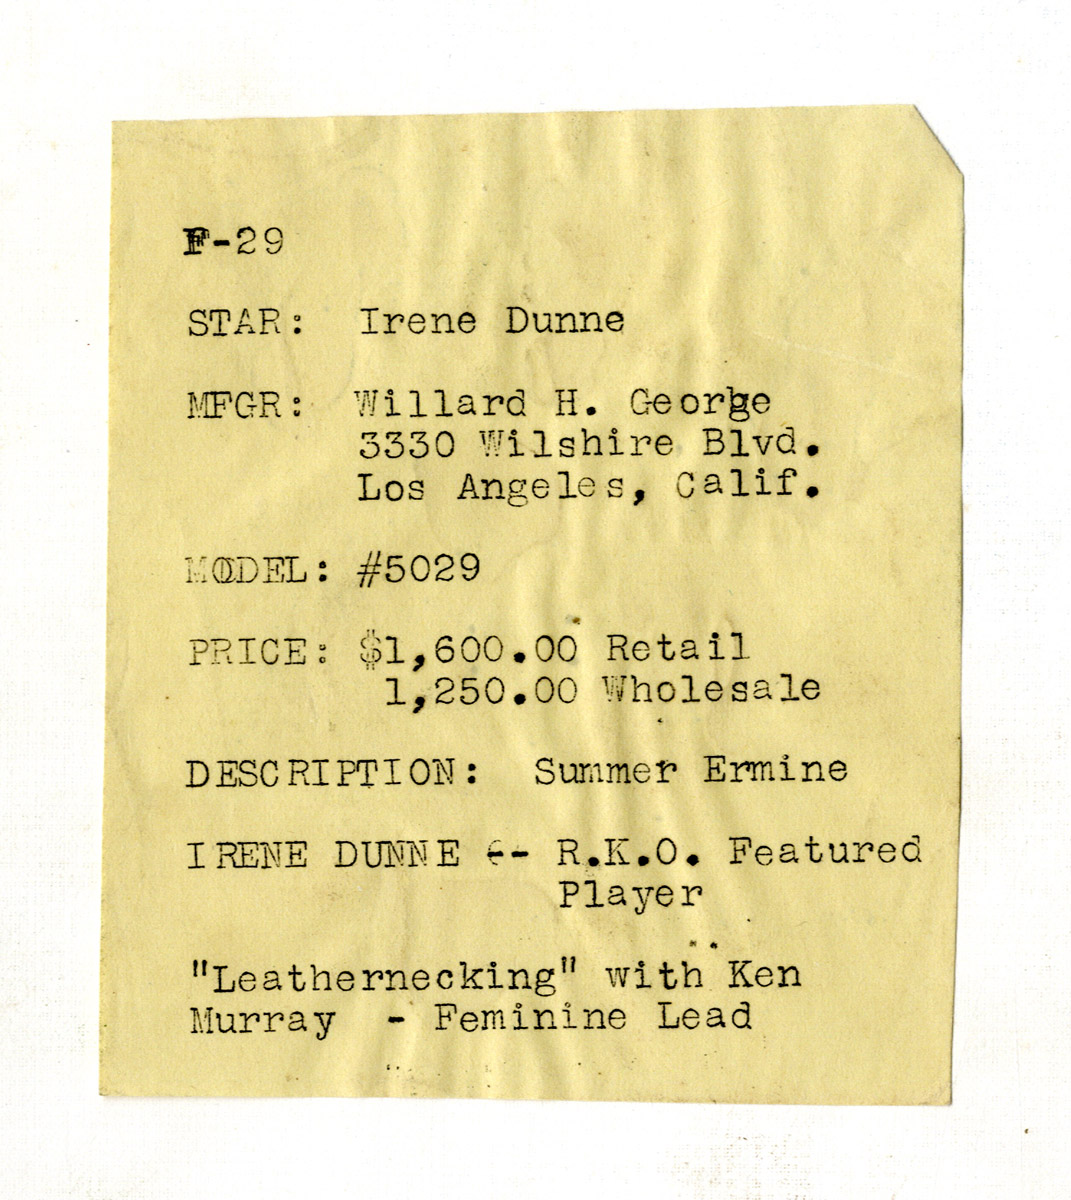 F-29
STAR: Irene Dunne
MFGR: Willard H. George
3330 Wilshire Blvd.
Los Angeles, Calif.
MODEL: #5029
PRICE: $1,600.00 Retail
1,250.00 Wholesale
DESCRIPTION: Summer Ermine
IRENE DUNNE -- R.K.O. Featured
Player
"Leathernecking" with Ken
Murray - Feminine Lead